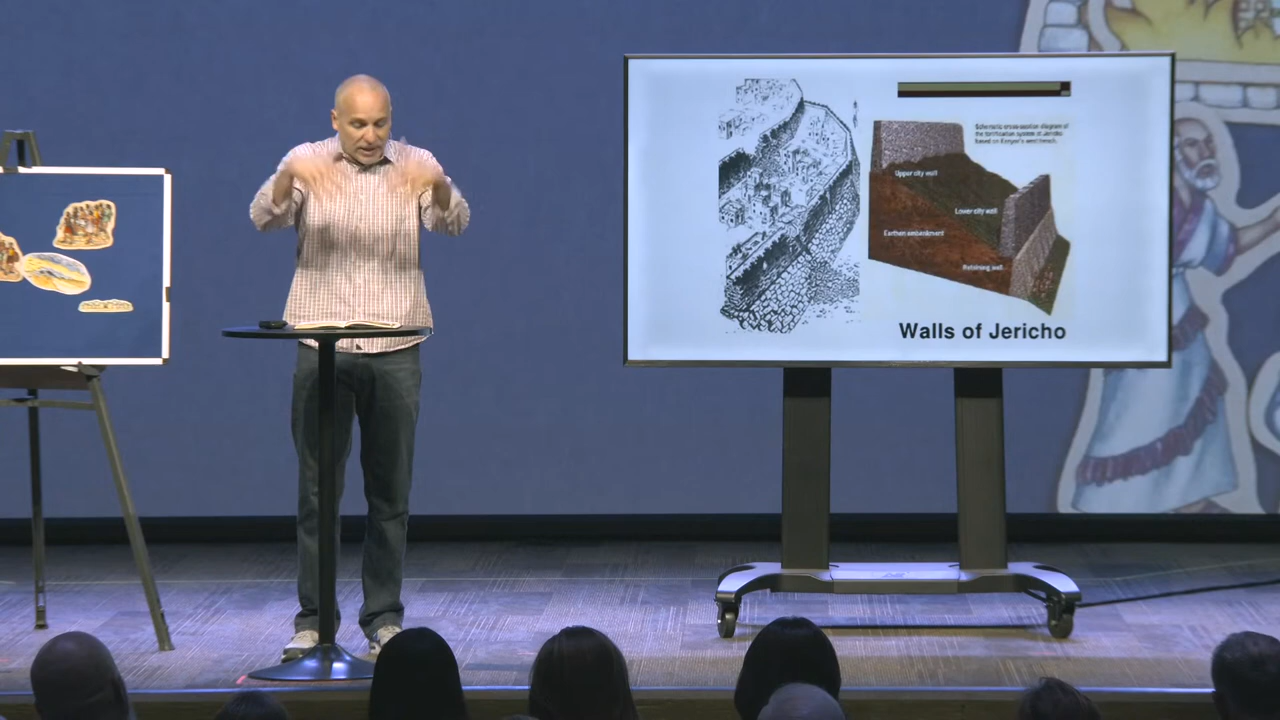 Schematic cross-section diagram of
the fortification system at Jericho
based on Kenyon's west trench.
Upper city wall
Lower city wall
Earthen embankment
Retaining wall
Walls of Jericho